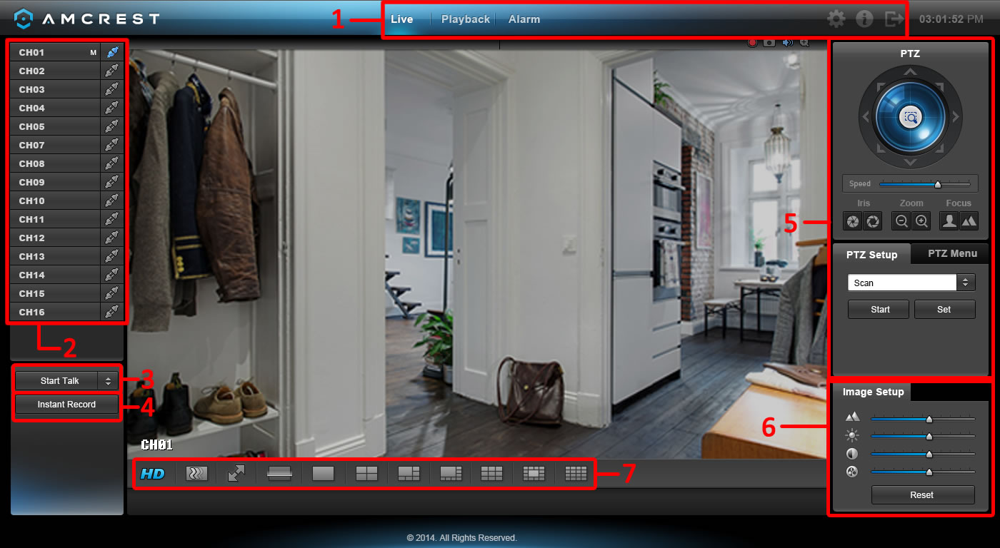 AMCREST
1
Live Playback Alarm
03:01:52 PM
CH01 M
CH02
CH03
CH04
CH05
CH07
CH08
CH09
CH10
CH11
CH12
CH13
CH14
CH15
CH16
2
Start Talk
3
Instant Record
4
CH01
HD
7
PTZ
Speed
Iris Zoom Focus
5
PTZ Setup PTZ Menu
Scan
Start Set
Image Setup
6
Reset
© 2014. All Rights Reserved.